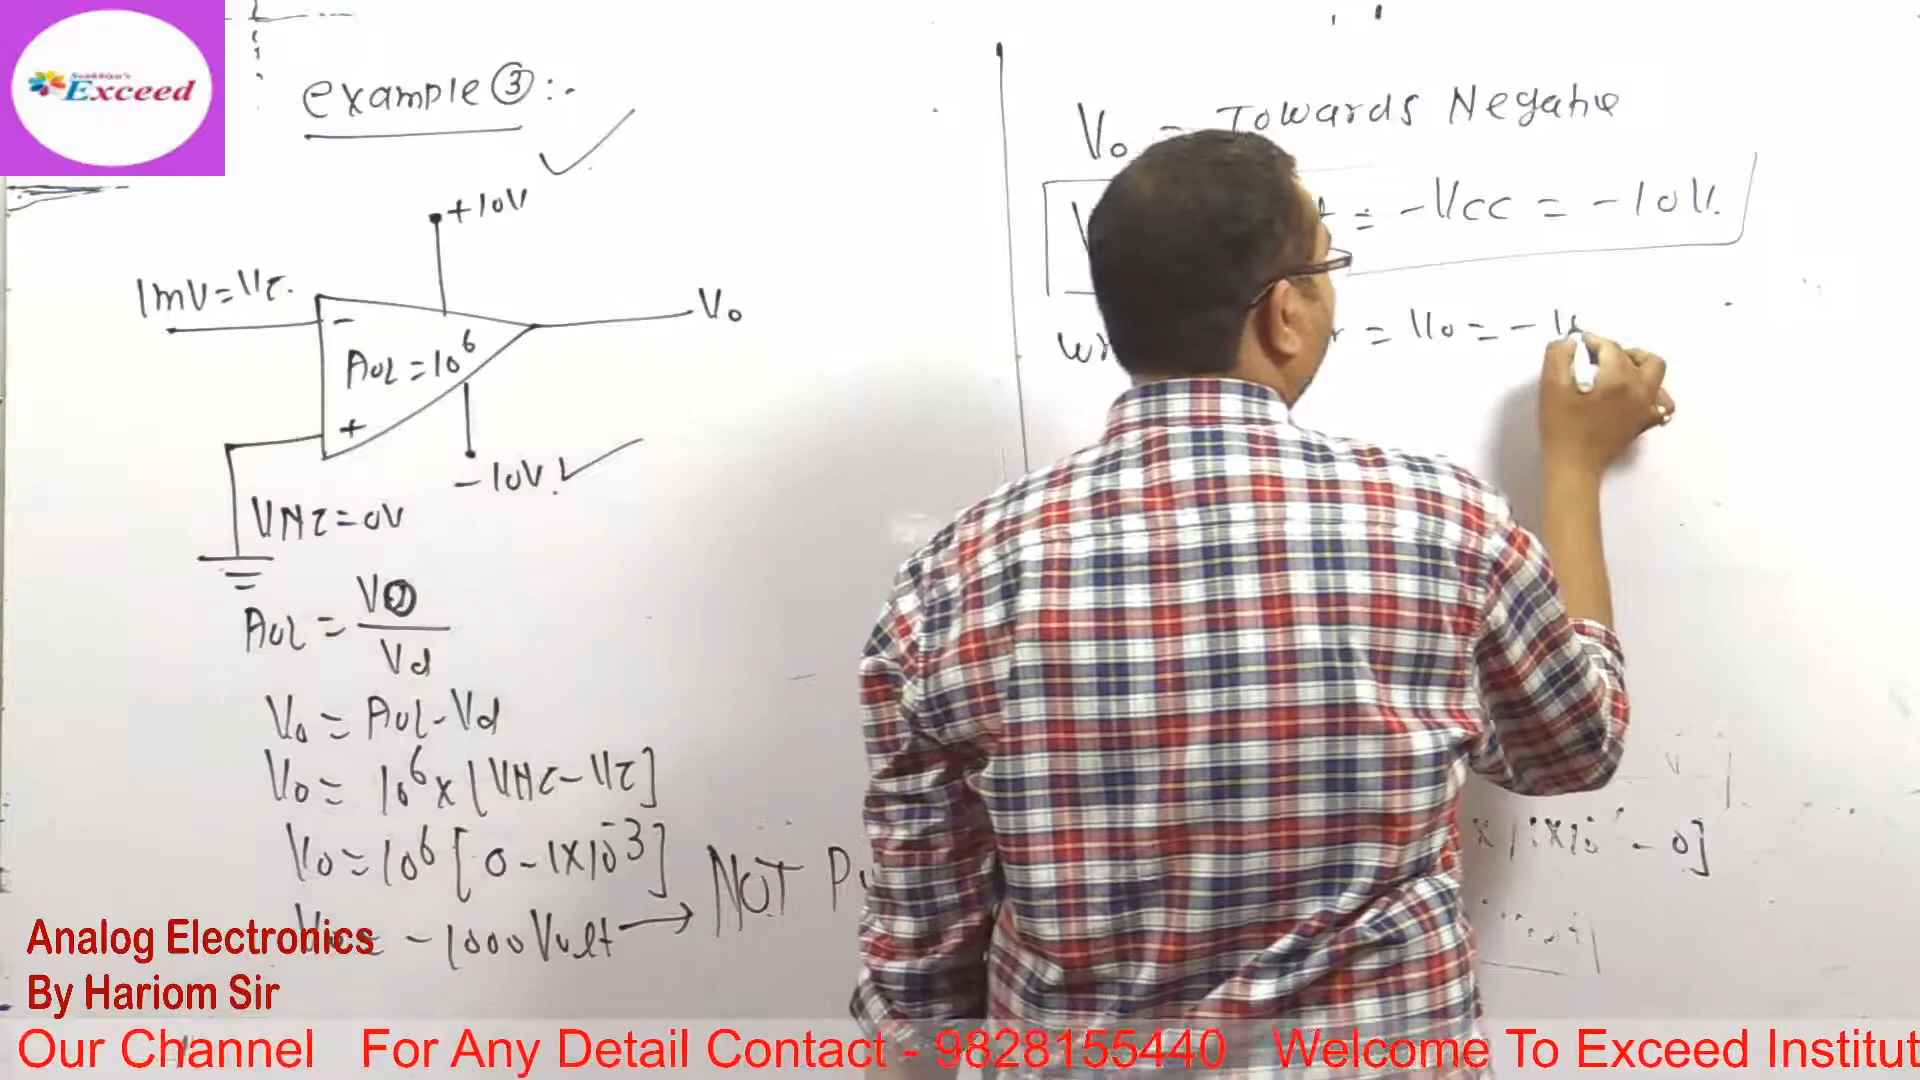 Exceed
example ③:-
+10V
1mV=VI.
-
AOL=10^6
+
Vo
-10V.
VNI=0V
AOL = Vo / Vd
Vo = AOL-Vd
Vo = 10^6 x [VNI-VI]
Vo = 10^6 [0-1X10^-3]
-1000 Volt → NOT
Vo = Towards Negative
= -VCC = -10V.
= Vo = -10
- 0]
Analog Electronics
By Hariom Sir
Our Channel For Any Detail Contact - 9828155440 Welcome To Exceed Institut